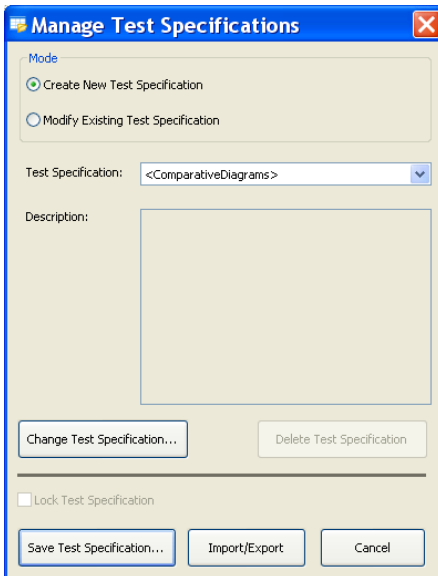 Manage Test Specifications
Mode
Create New Test Specification
Modify Existing Test Specification
Test Specification: <ComparativeDiagrams>
Description:
Change Test Specification... Delete Test Specification
Lock Test Specification
Save Test Specification... Import/Export Cancel